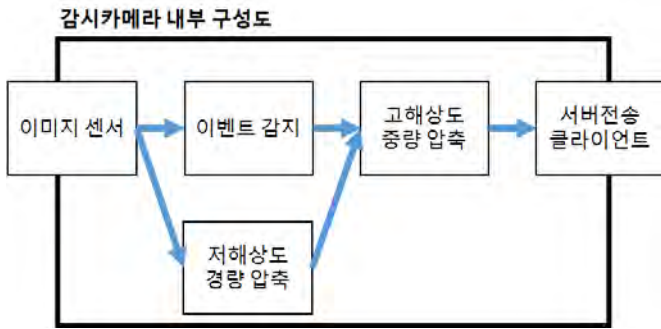 감시카메라 내부 구성도
이미지 센서
이벤트 감지
고해상도
중량 압축
서버전송
클라이언트
저해상도
경량 압축